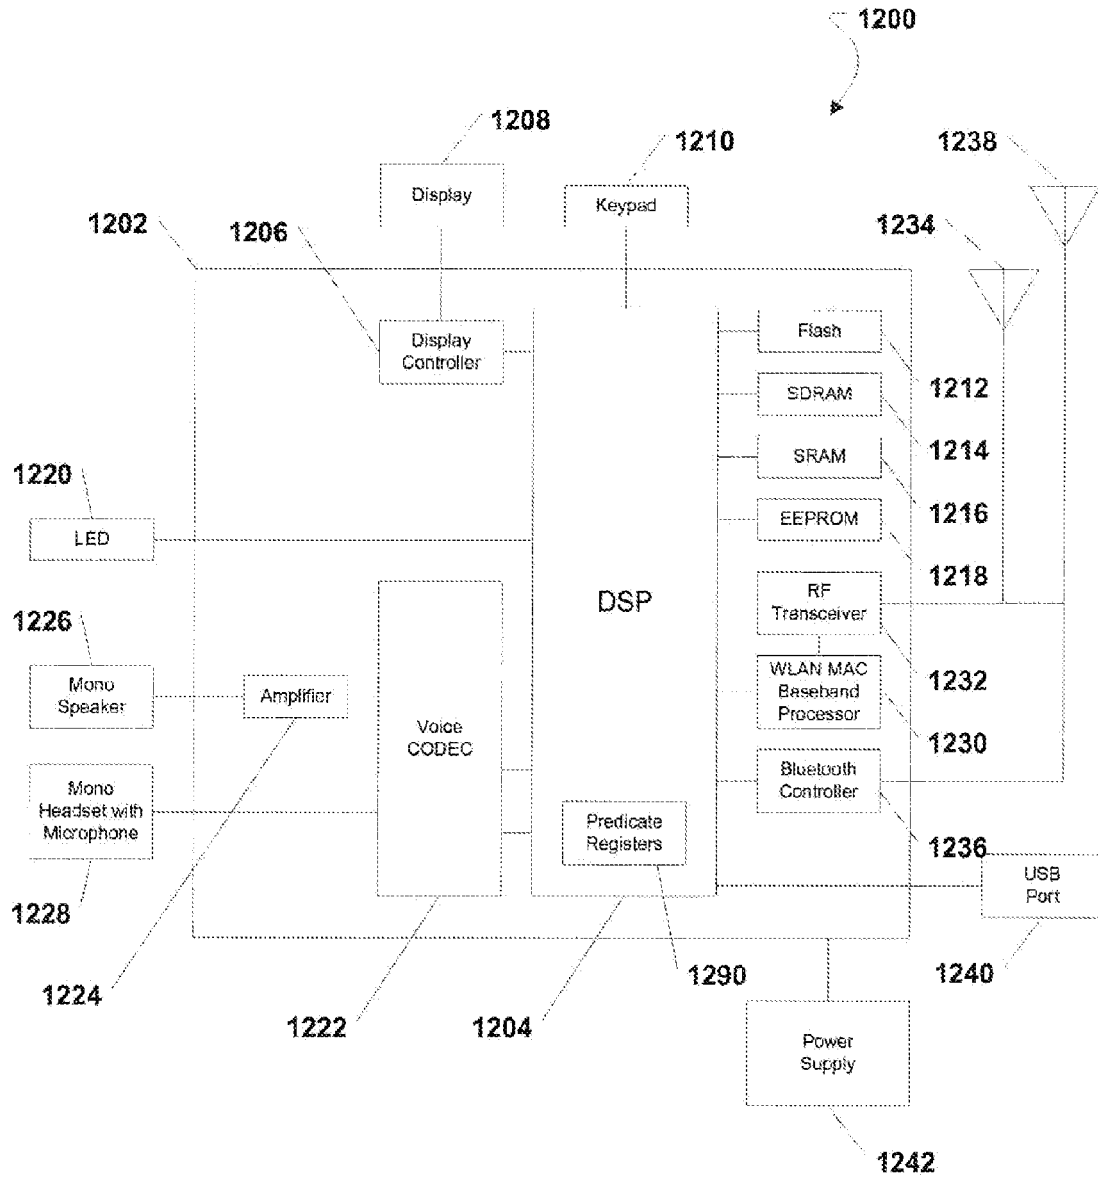 1200
1208
1210
1238
Display
Keypad
1202
1206
1234
Display
Controller
Flash
1212
SDRAM
1214
SRAM
1220
1216
EEPROM
LED
1218
DSP
RF
Transceiver
1226
WLAN MAC
Baseband
Processor
1232
Mono
Speaker
Amplifier
Voice
CODEC
1230
Bluetooth
Controller
Mono
Headset with
Microphone
Predicate
Registers
1236
USB
Port
1228
1224
1222
1204
1290
1240
Power
Supply
1242